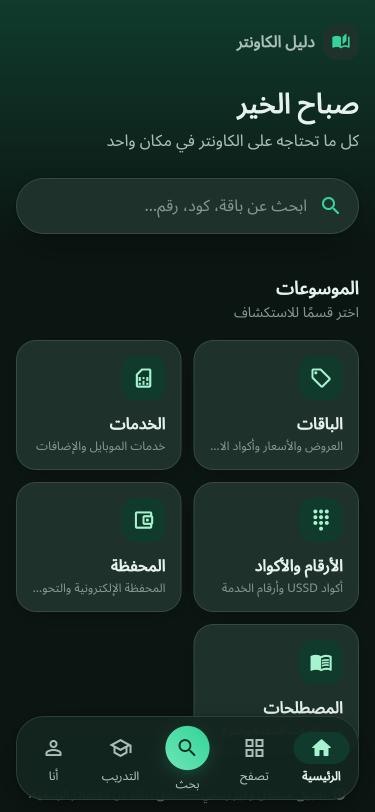 دليل الكاونتر
صباح الخير
كل ما تحتاجه على الكاونتر في مكان واحد
ابحث عن باقة، كود، رقم...
الموسوعات
اختر قسمًا للاستكشاف
الباقات
العروض والأسعار وأكواد الا...
الخدمات
خدمات الموبايل والإضافات
الأرقام والأكواد
أكواد USSD وأرقام الخدمة
المحفظة
المحفظة الإلكترونية والتحو...
المصطلحات
الرئيسية
تصفح
بحث
التدريب
أنا